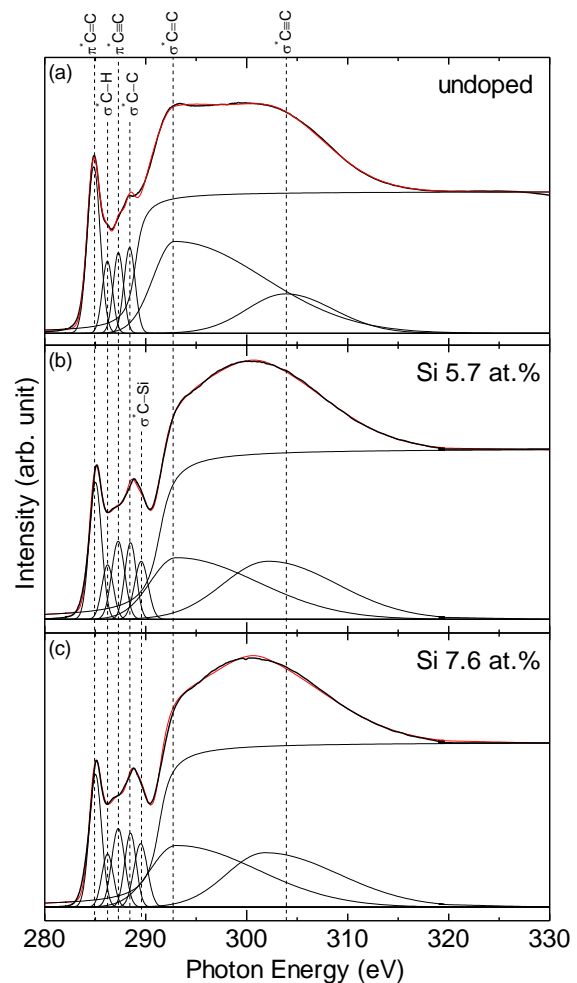 π* C=C
σ* C−H
π* C≡C
σ* C−C
σ* C=C
σ* C≡C
(a)
undoped
(b)
Si 5.7 at.%
σ* C−Si
(c)
Si 7.6 at.%
Intensity (arb. unit)
280 290 300 310 320 330
Photon Energy (eV)